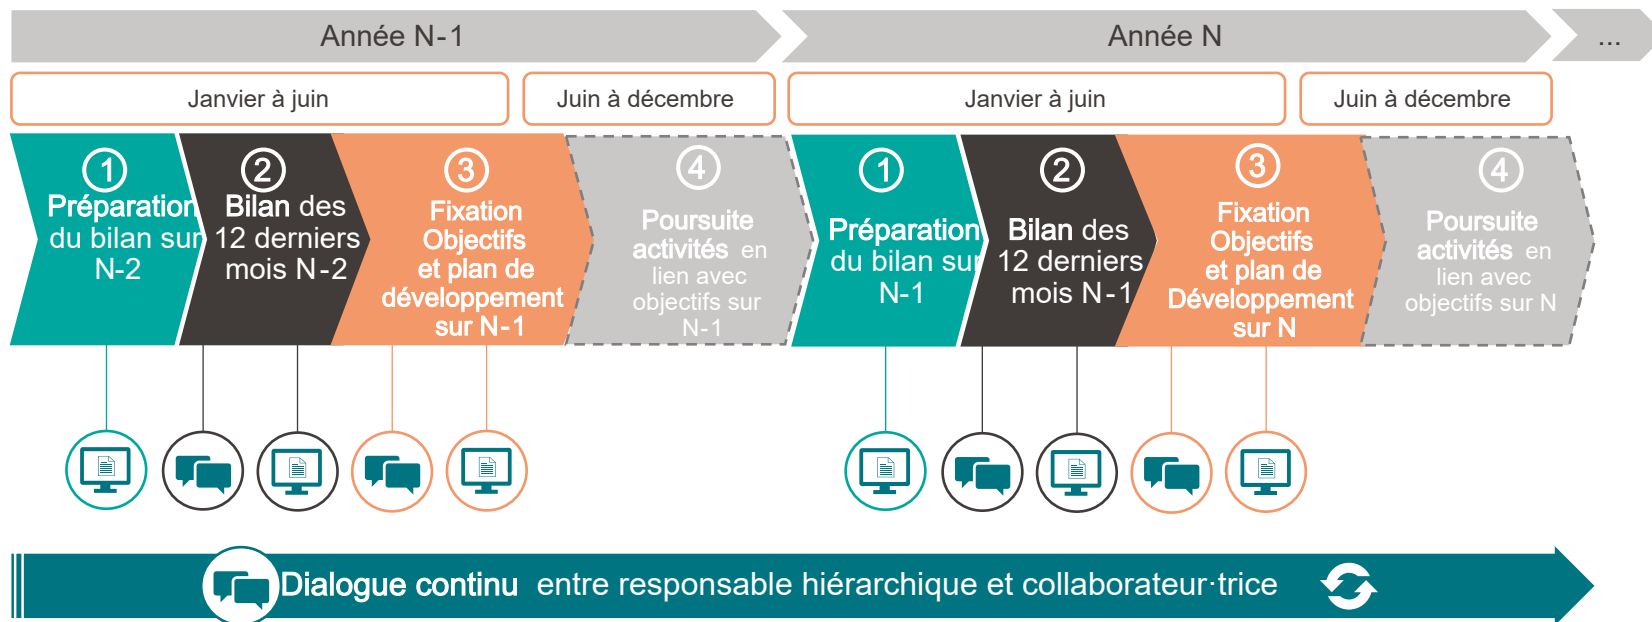 Année N-1
Année N
...
Janvier à juin
Juin à décembre
Janvier à juin
Juin à décembre
1
Préparation
du bilan sur
N-2
2
Bilan des
12 derniers
mois N-2
3
Fixation
Objectifs
et plan de
développement
sur N-1
4
Poursuite
activités en
lien avec
objectifs sur
N-1
1
Préparation
du bilan sur
N-1
2
Bilan des
12 derniers
mois N-1
3
Fixation
Objectifs
et plan de
Développement
sur N
4
Poursuite
activités en
lien avec
objectifs sur N
Dialogue continu entre responsable hiérarchique et collaborateur·trice